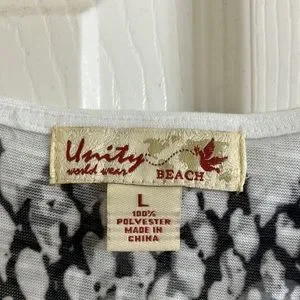 Unity
world wear
BEACH
L
100%
POLYESTER
MADE IN
CHINA